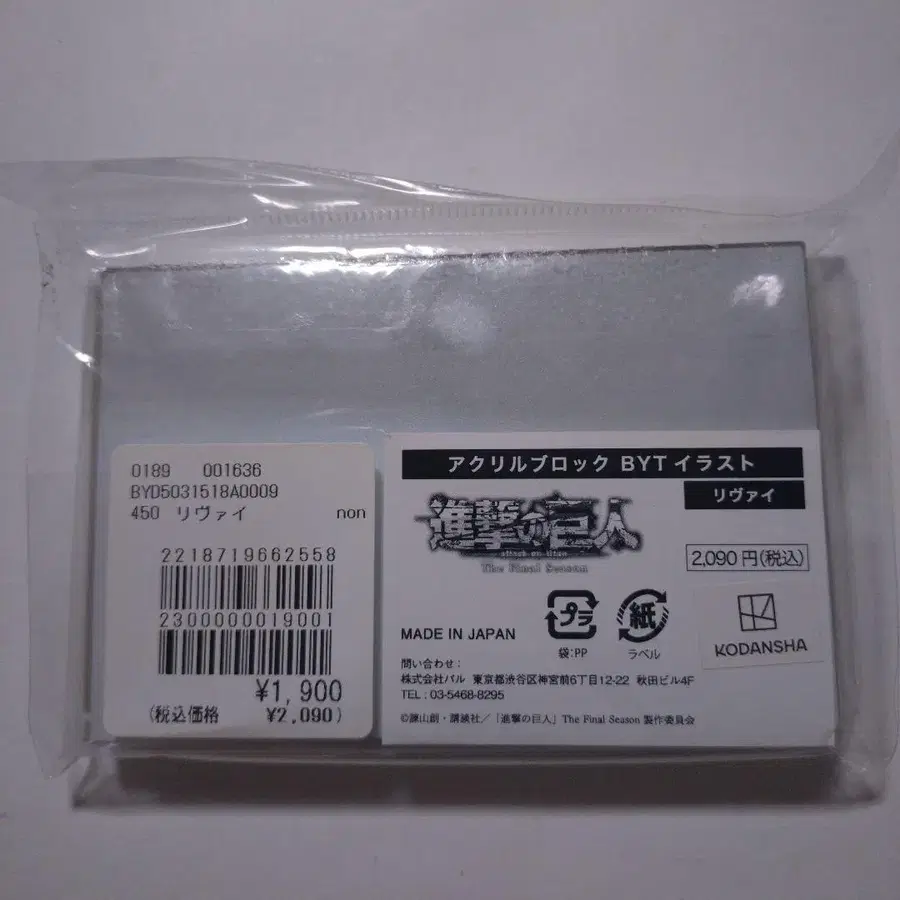 0189 001636
BYD5031518A0009
450 リヴァイ non
2218719662558
2300000019001
¥1,900
(税込価格 ¥2,090)
アクリルブロック BYTイラスト
リヴァイ
進撃の巨人
attack on titan
The Final Season
2,090円(税込)
プラ
紙
袋:PP
ラベル
MADE IN JAPAN
KODANSHA
問い合わせ:
株式会社パル 東京都渋谷区神宮前6丁目12-22 秋田ビル4F
TEL : 03-5468-8295
©諫山創・講談社/「進撃の巨人」The Final Season 製作委員会